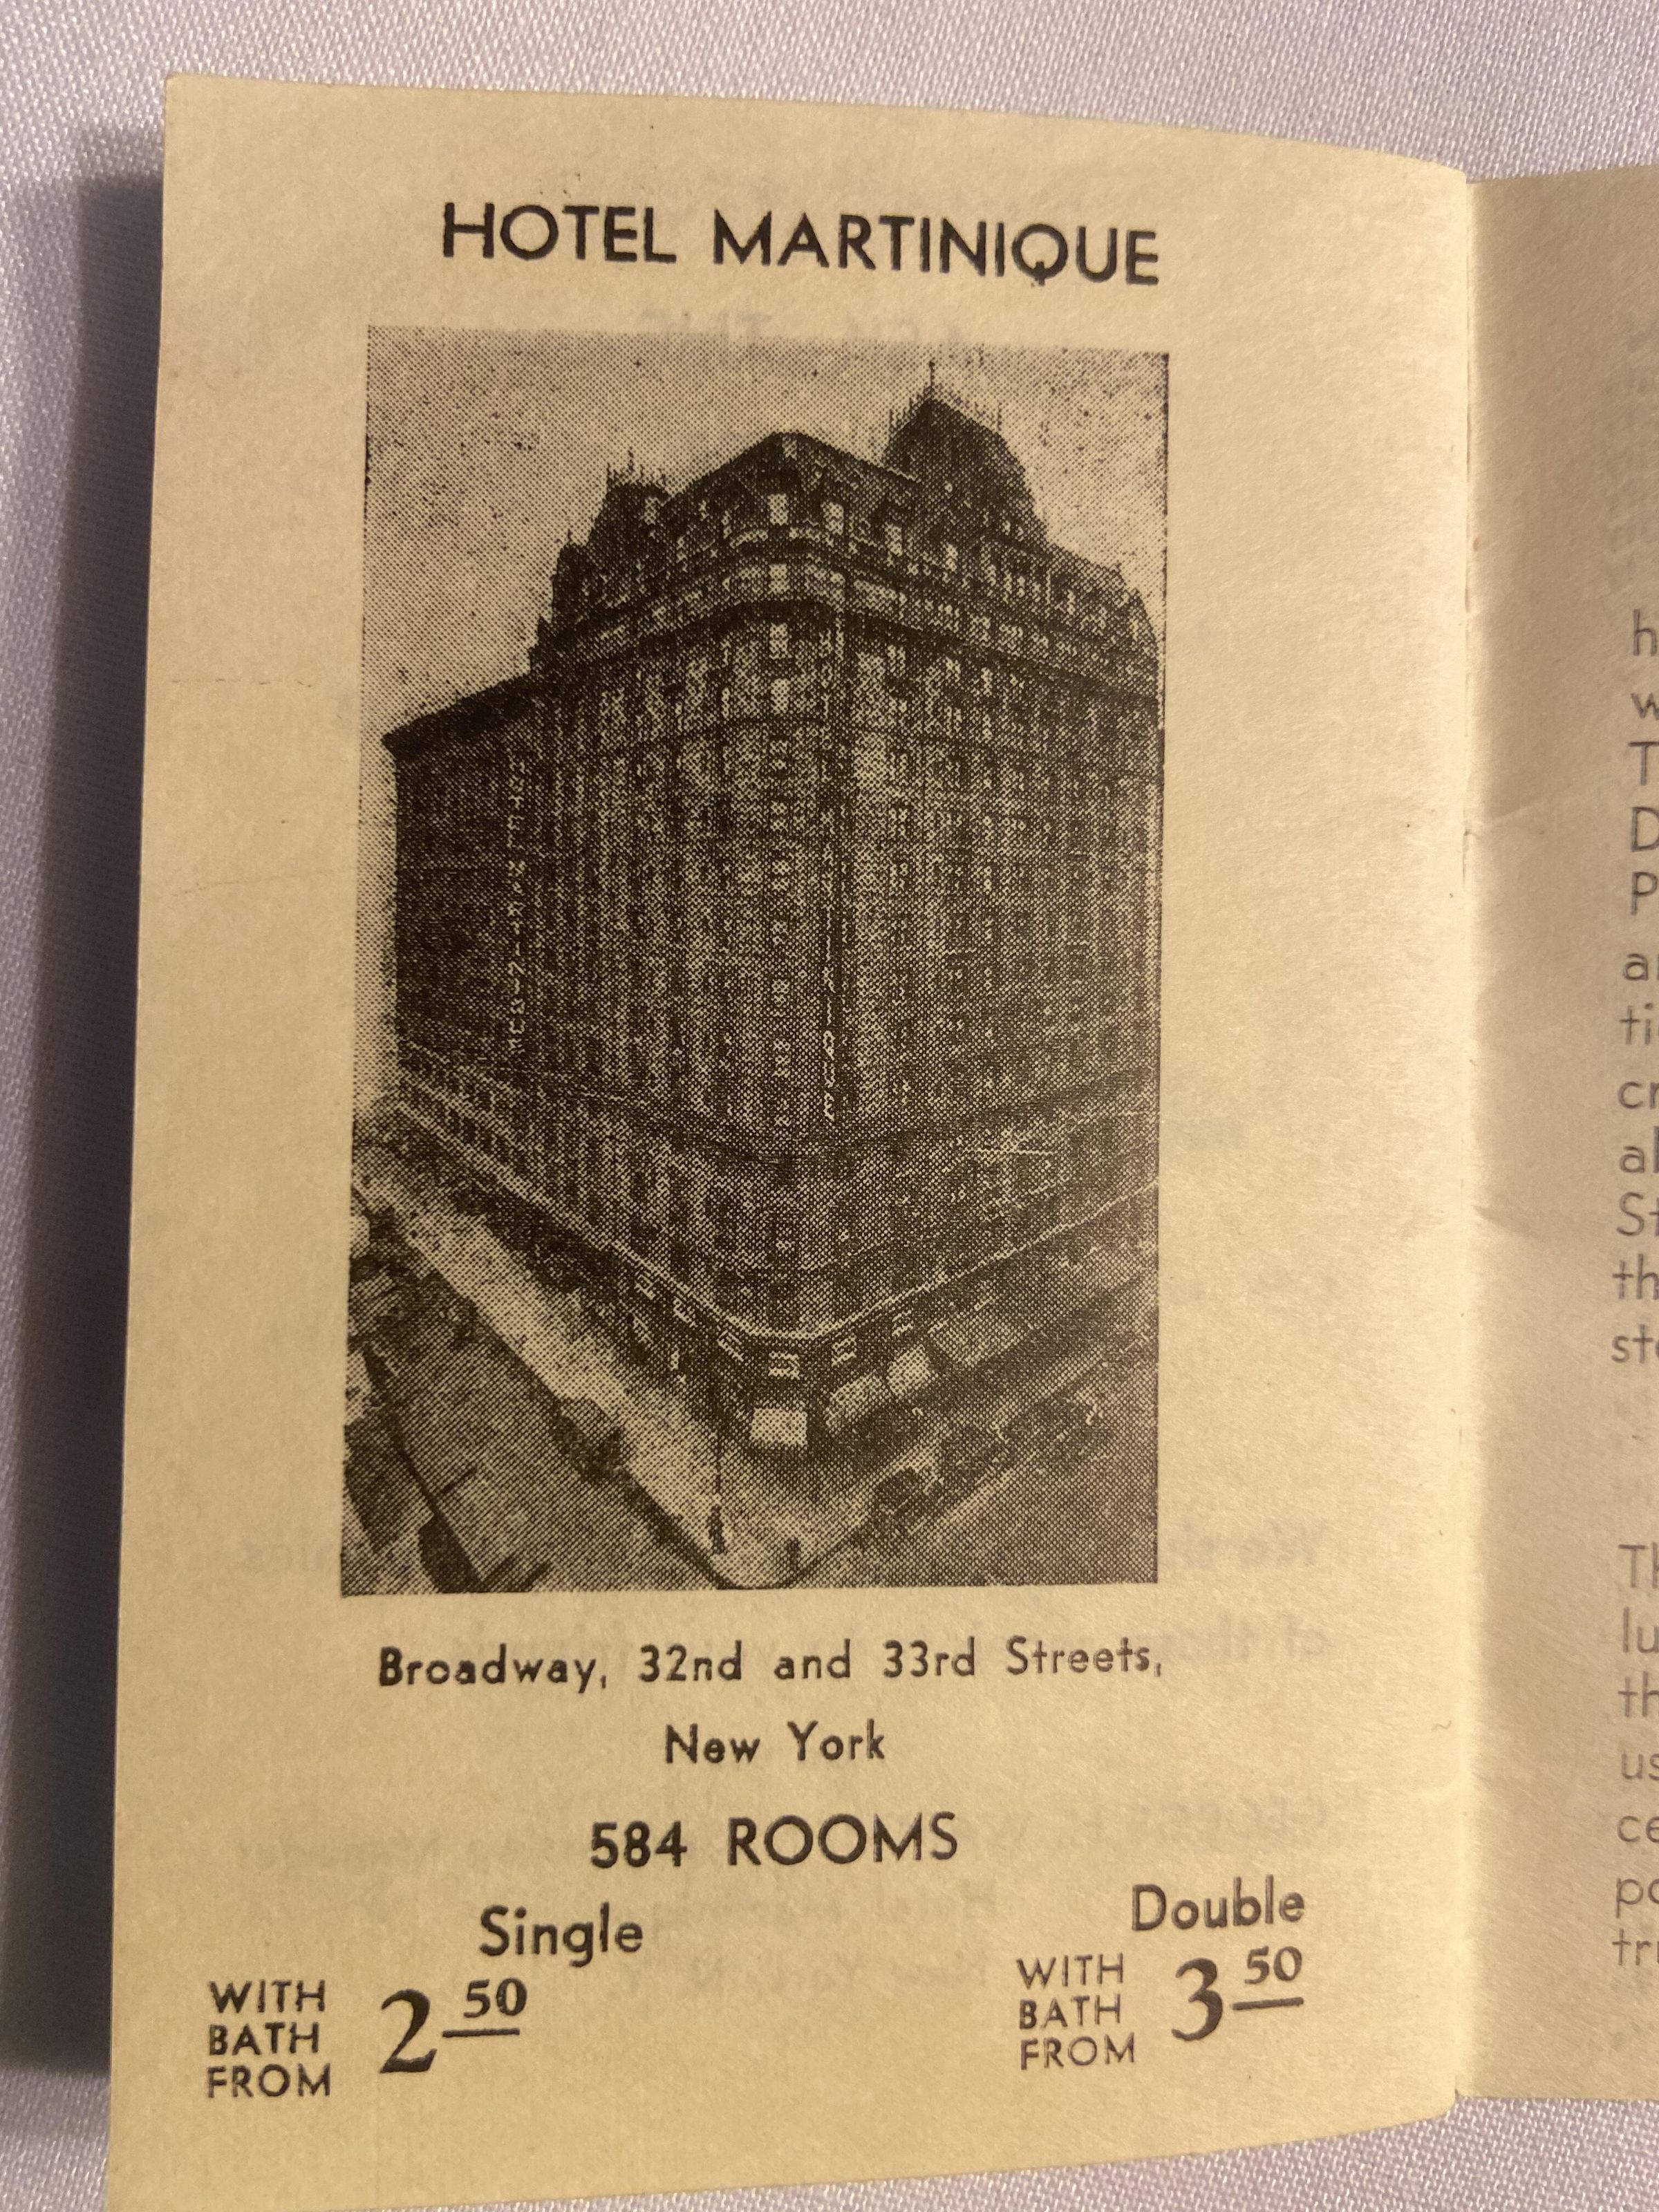 HOTEL MARTINIQUE
Broadway, 32nd and 33rd Streets,
New York
584 ROOMS
Single
WITH
BATH
FROM
2 50
Double
WITH
BATH
FROM
3 50